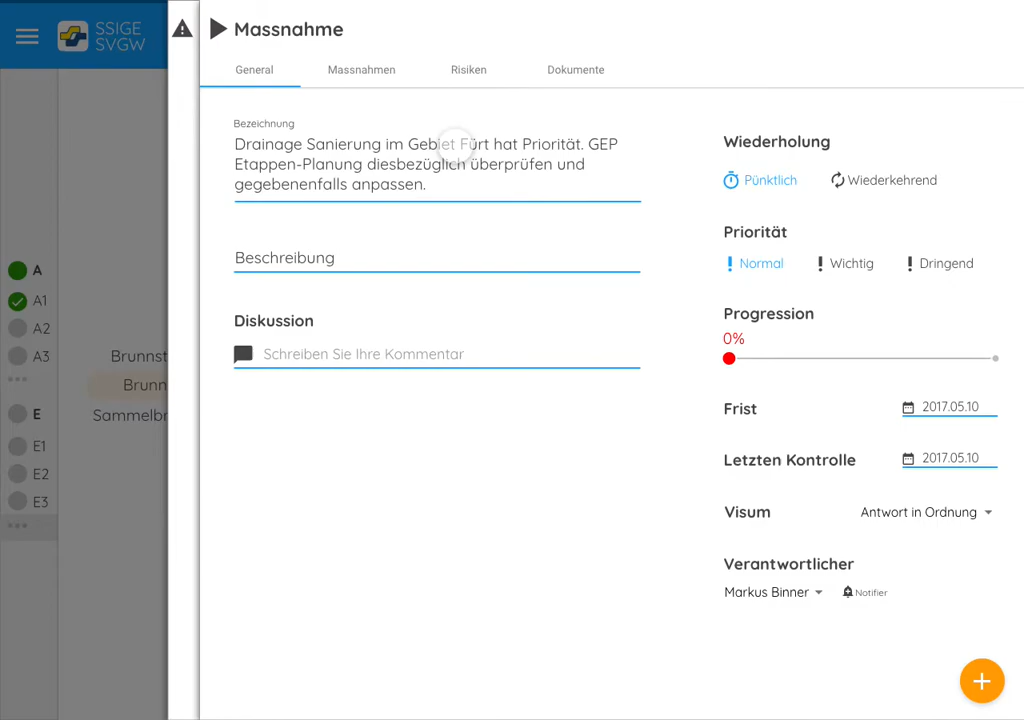 SSIGE
SVGW
Massnahme
General
Massnahmen
Risiken
Dokumente
Bezeichnung
Drainage Sanierung im Gebiet Fürt hat Priorität. GEP
Etappen-Planung diesbezüglich überprüfen und
gegebenenfalls anpassen.
Beschreibung
Diskussion
Schreiben Sie Ihre Kommentar
Wiederholung
Pünktlich
Wiederkehrend
Priorität
Normal
Wichtig
Dringend
Progression
0%
Frist
2017.05.10
Letzten Kontrolle
2017.05.10
Visum
Antwort in Ordnung
Verantwortlicher
Markus Binner
Notifier
A
A1
A2
A3
E
E1
E2
E3
Brunnst
Brunn
Sammelbr